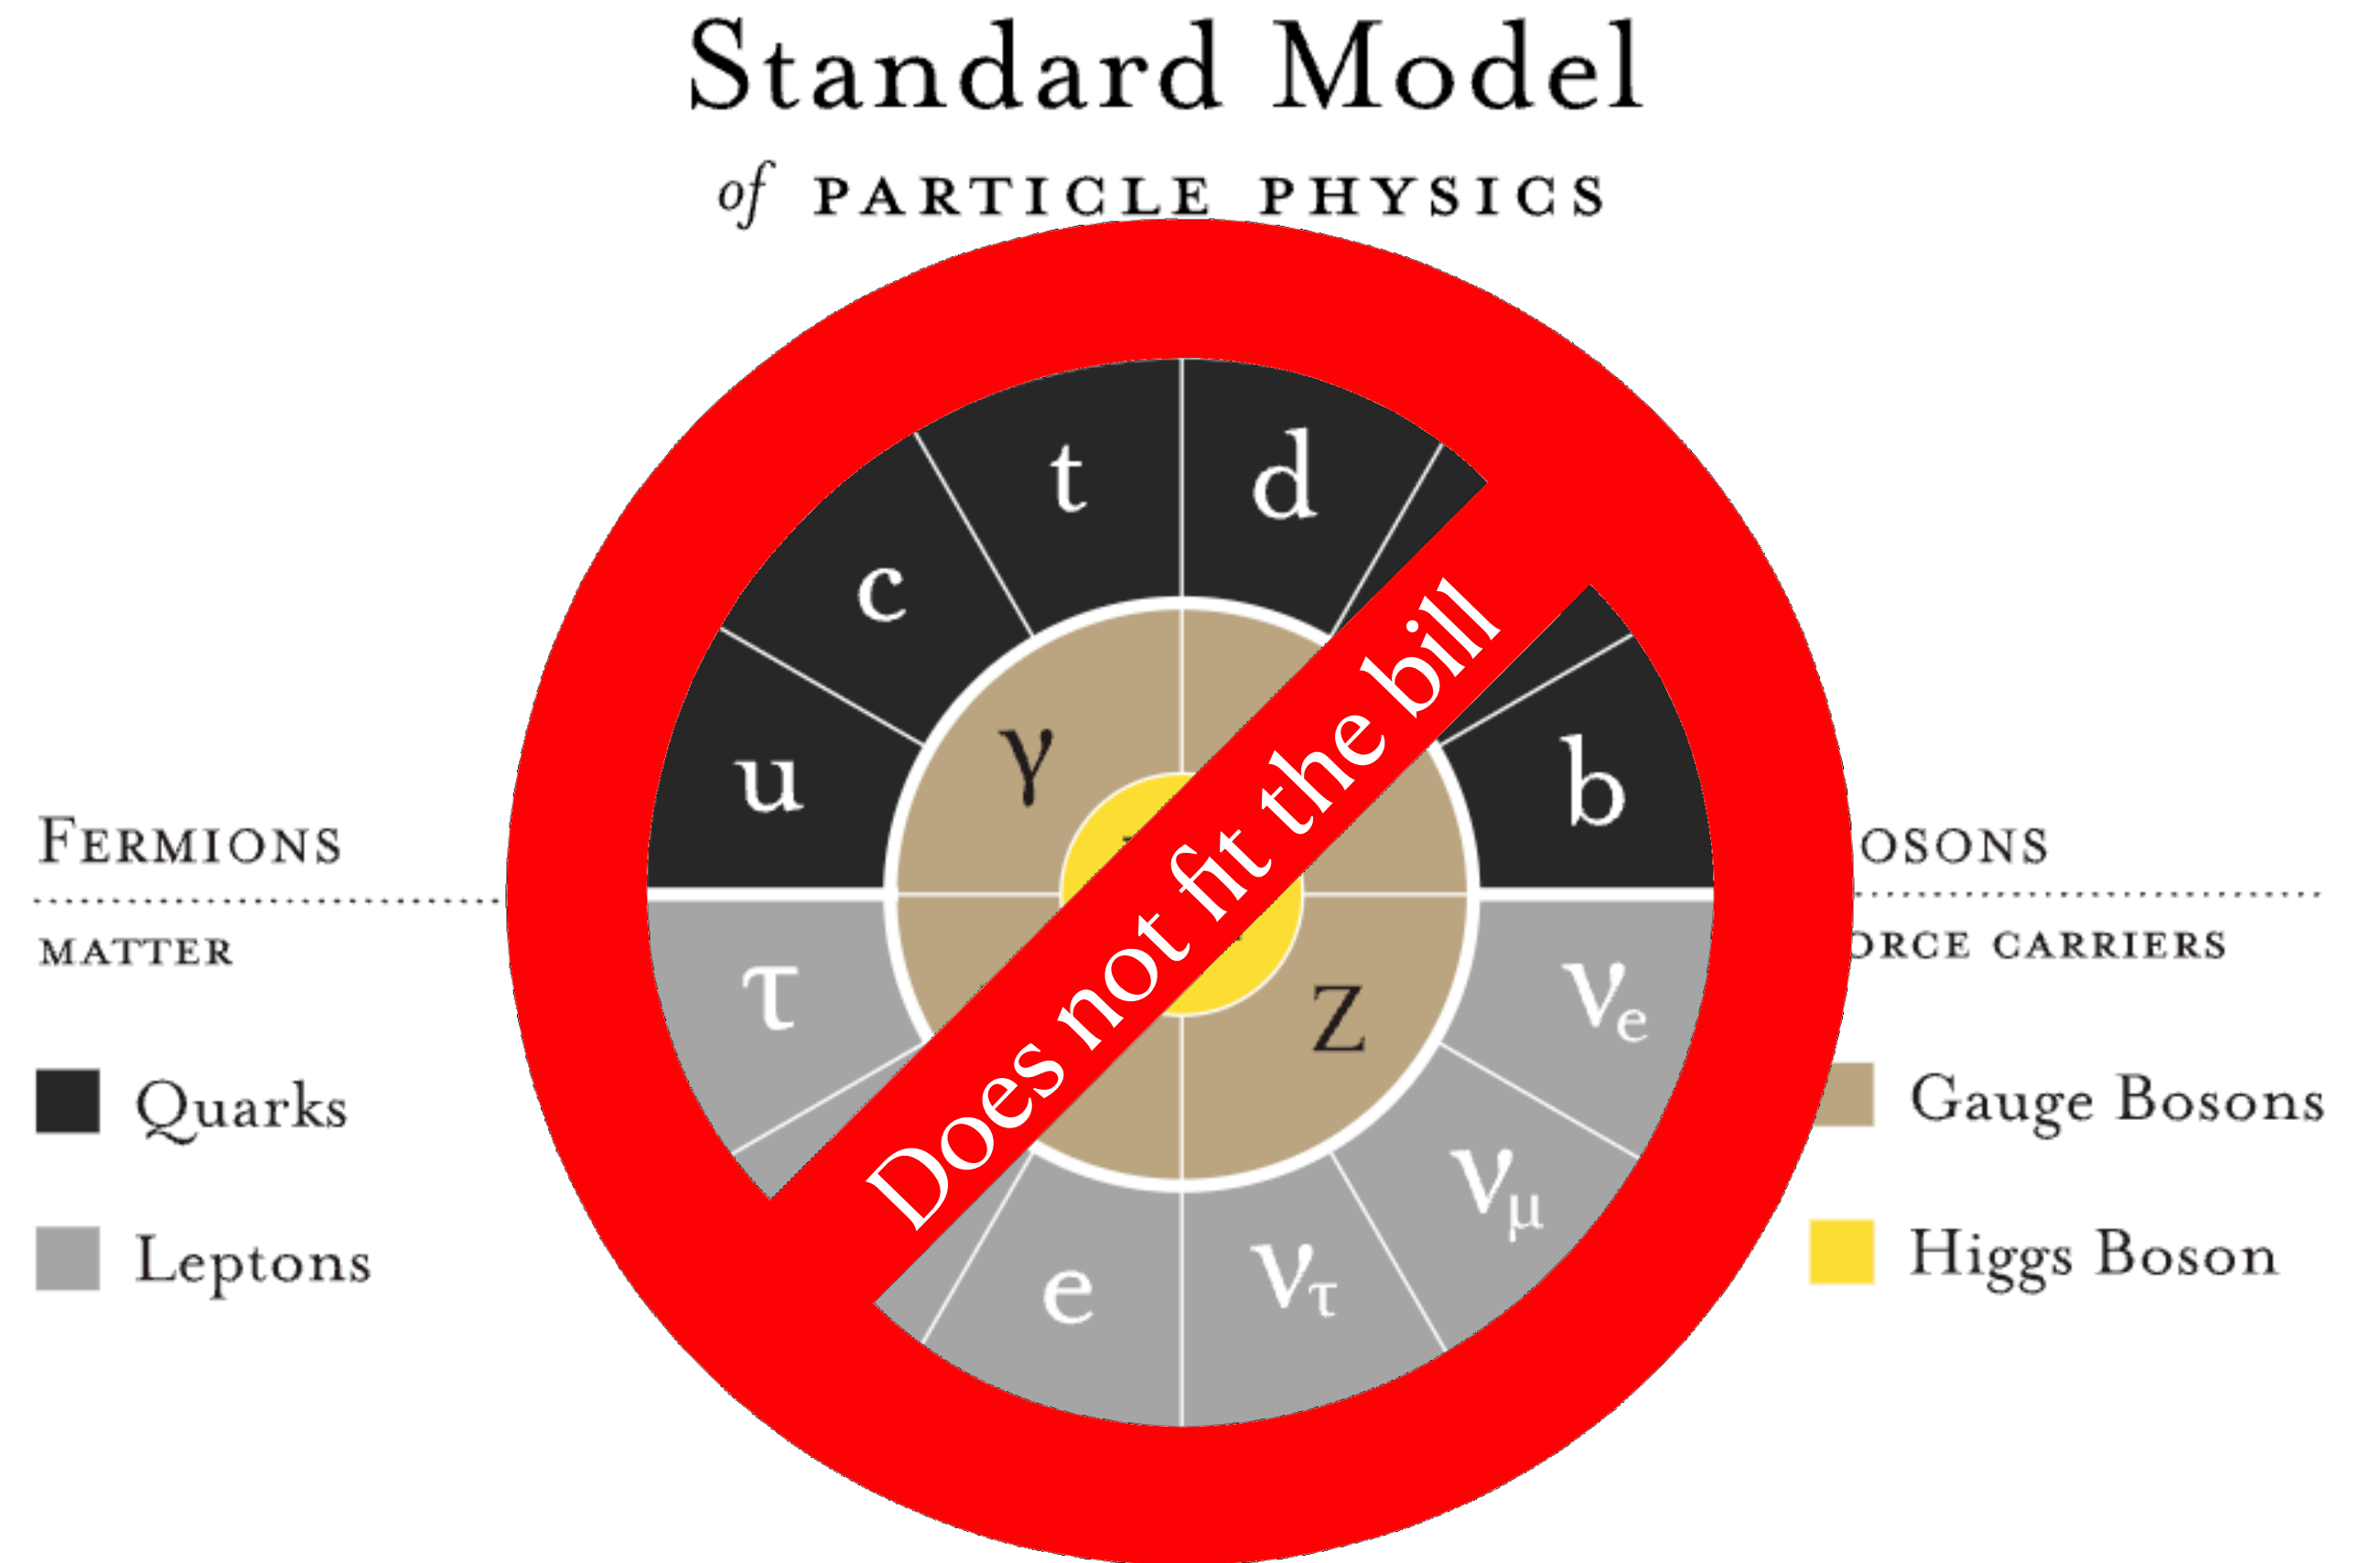 Standard Model
of PARTICLE PHYSICS
t
d
c
u
γ
b
FERMIONS
OSONS
MATTER
ORCE CARRIERS
Does not fit the bill
τ
Z
νe
Quarks
Gauge Bosons
νμ
Leptons
e
ντ
Higgs Boson